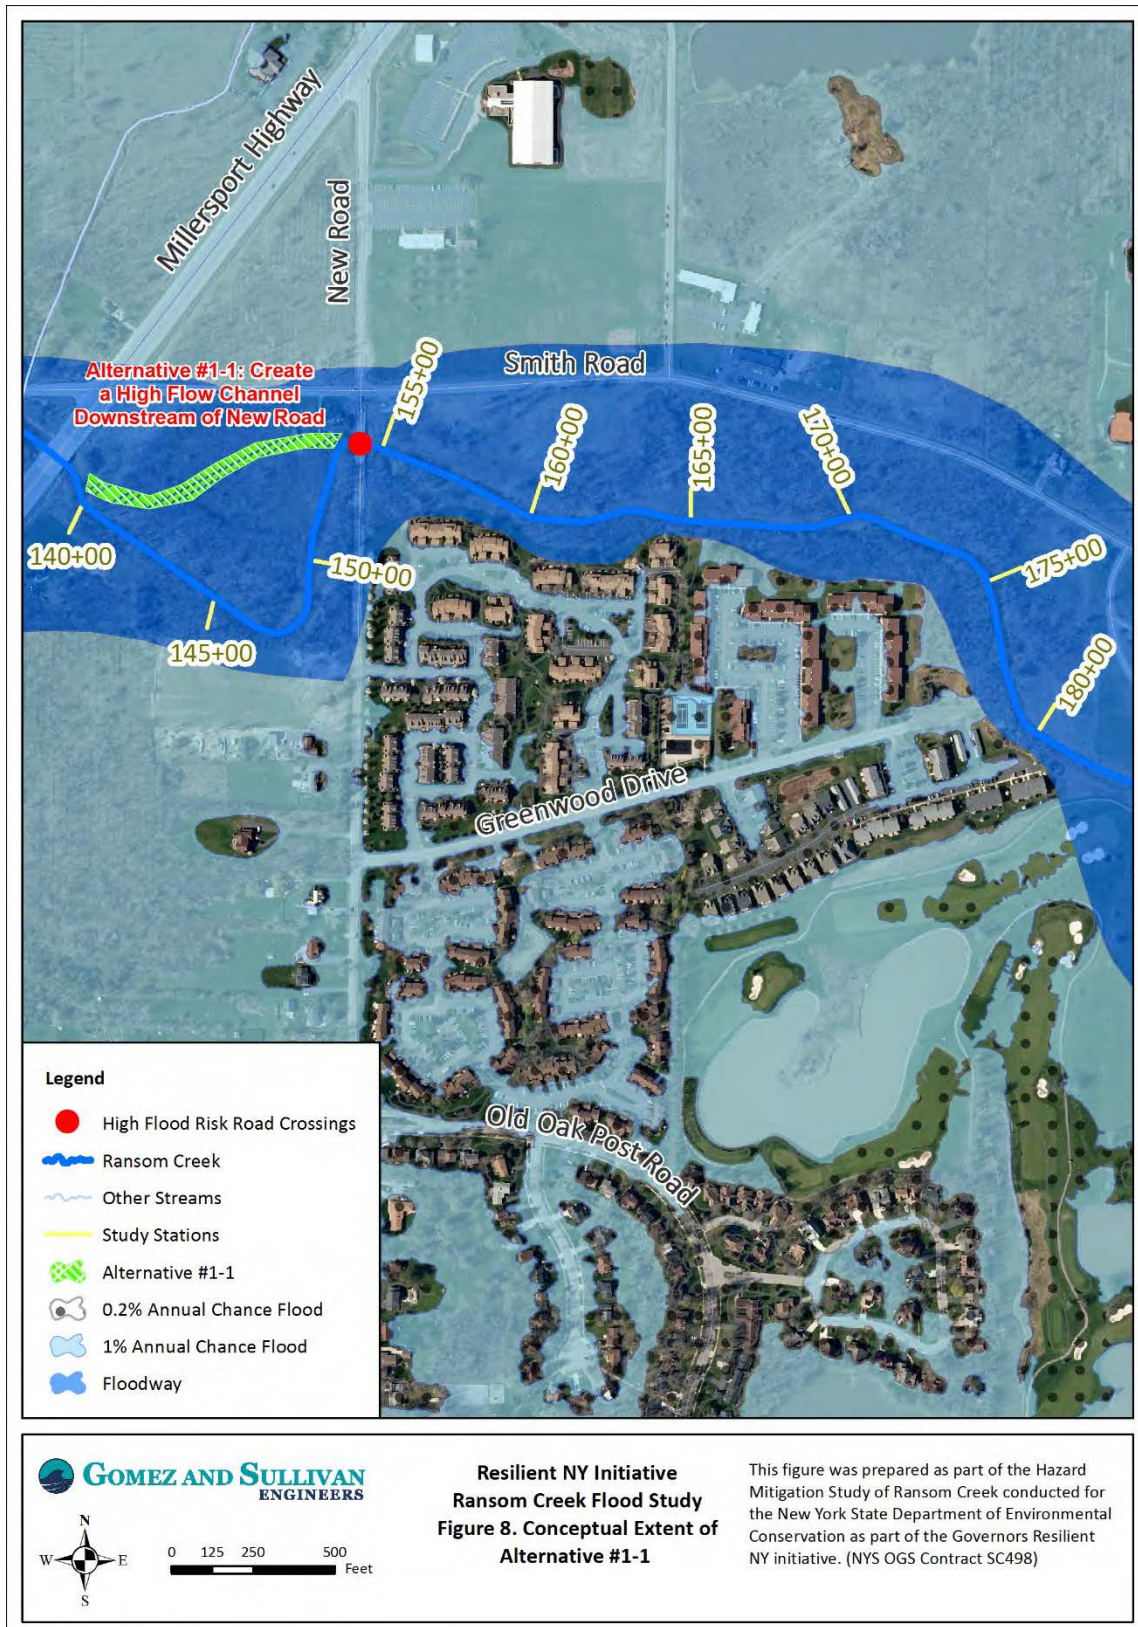 Millersport Highway
New Road
Smith Road
Alternative #1-1: Create
a High Flow Channel
Downstream of New Road
155+00
160+00
165+00
170+00
175+00
180+00
140+00
150+00
145+00
Greenwood Drive
Old Oak Post Road
Legend
High Flood Risk Road Crossings
Ransom Creek
Other Streams
Study Stations
Alternative #1-1
0.2% Annual Chance Flood
1% Annual Chance Flood
Floodway
GOMEZ AND SULLIVAN
ENGINEERS
N
W E
S
0 125 250 500
Feet
Resilient NY Initiative
Ransom Creek Flood Study
Figure 8. Conceptual Extent of
Alternative #1-1
This figure was prepared as part of the Hazard
Mitigation Study of Ransom Creek conducted for
the New York State Department of Environmental
Conservation as part of the Governors Resilient
NY initiative. (NYS OGS Contract SC498)